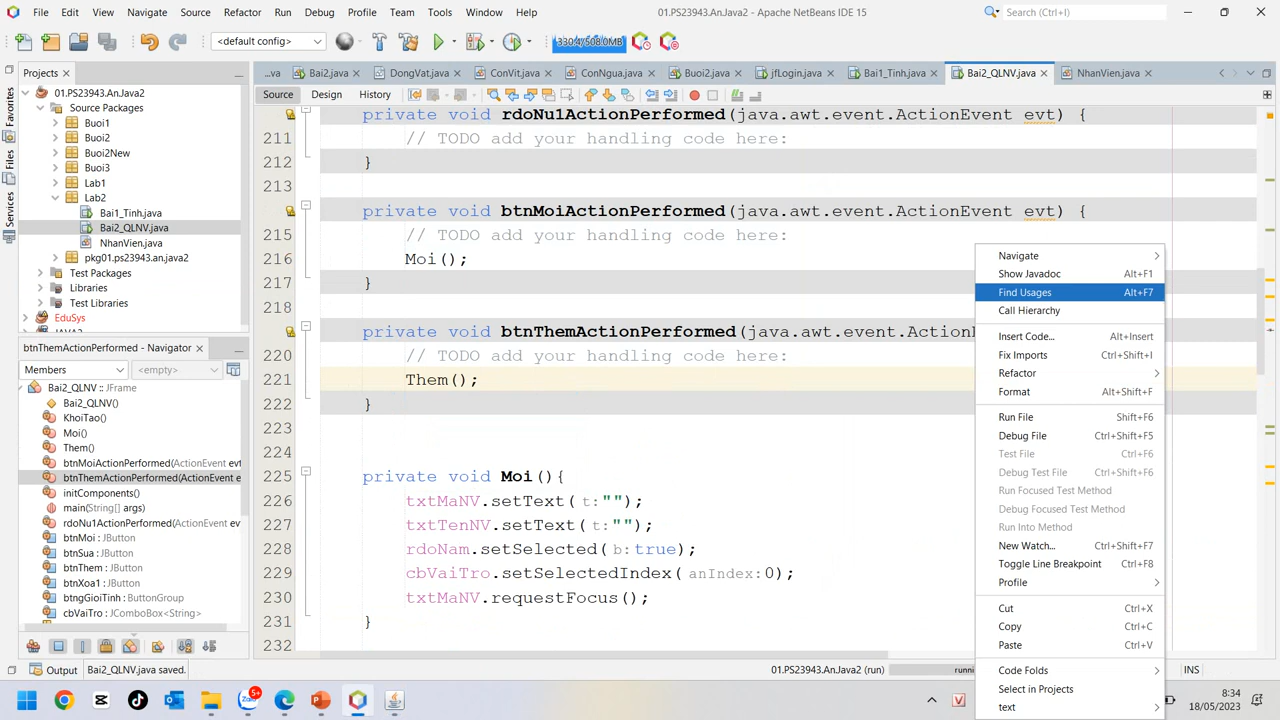 File Edit View Navigate Source Refactor Run Debug Profile Team Tools Window Help 01.PS23943.AnJava2 - Apache NetBeans IDE 15 Search (Ctrl+I)
<default config> 330.4/508.0MB
Projects ...va Bai2.java DongVat.java ConVit.java ConNgua.java Buoi2.java jfLogin.java Bai1_Tinh.java Bai2_QLNV.java NhanVien.java
Source Design History
Favorites
Files
Services
01.PS23943.An.Java2
Source Packages
Buoi1
Buoi2
Buoi2New
Buoi3
Lab1
Lab2
Bai1_Tinh.java
Bai2_QLNV.java
NhanVien.java
pkg01.ps23943.an.java2
Test Packages
Libraries
Test Libraries
EduSys
btnThemActionPerformed - Navigator
Members <empty>
Bai2_QLNV :: JFrame
Bai2_QLNV()
KhoiTao()
Moi()
Them()
btnMoiActionPerformed(ActionEvent ev
btnThemActionPerformed(ActionEvent e
initComponents()
main(String[] args)
rdoNu1ActionPerformed(ActionEvent e
btnMoi : JButton
btnSua : JButton
btnThem : JButton
btnXoa1 : JButton
btngGioiTinh : ButtonGroup
cbVaiTro : JComboBox<String>
private void rdoNu1ActionPerformed(java.awt.event.ActionEvent evt) {
211 // TODO add your handling code here:
212 }
213
private void btnMoiActionPerformed(java.awt.event.ActionEvent evt) {
215 // TODO add your handling code here:
216 Moi();
217 }
218
private void btnThemActionPerformed(java.awt.event.Action
220 // TODO add your handling code here:
221 Them();
222 }
223
224
225 private void Moi(){
226 txtMaNV.setText(t:"");
227 txtTenNV.setText(t:"");
228 rdoNam.setSelected(b:true);
229 cbVaiTro.setSelectedIndex(anIndex:0);
230 txtMaNV.requestFocus();
231 }
232
Navigate
Show Javadoc Alt+F1
Find Usages Alt+F7
Call Hierarchy
Insert Code... Alt+Insert
Fix Imports Ctrl+Shift+I
Refactor
Format Alt+Shift+F
Run File Shift+F6
Debug File Ctrl+Shift+F5
Test File Ctrl+F6
Debug Test File Ctrl+Shift+F6
Run Focused Test Method
Debug Focused Test Method
Run Into Method
New Watch... Ctrl+Shift+F7
Toggle Line Breakpoint Ctrl+F8
Profile
Cut Ctrl+X
Copy Ctrl+C
Paste Ctrl+V
Code Folds
Select in Projects
text
Output Bai2_QLNV.java saved. 01.PS23943.An.Java2 (run) runnin INS
5+
8:34
18/05/2023